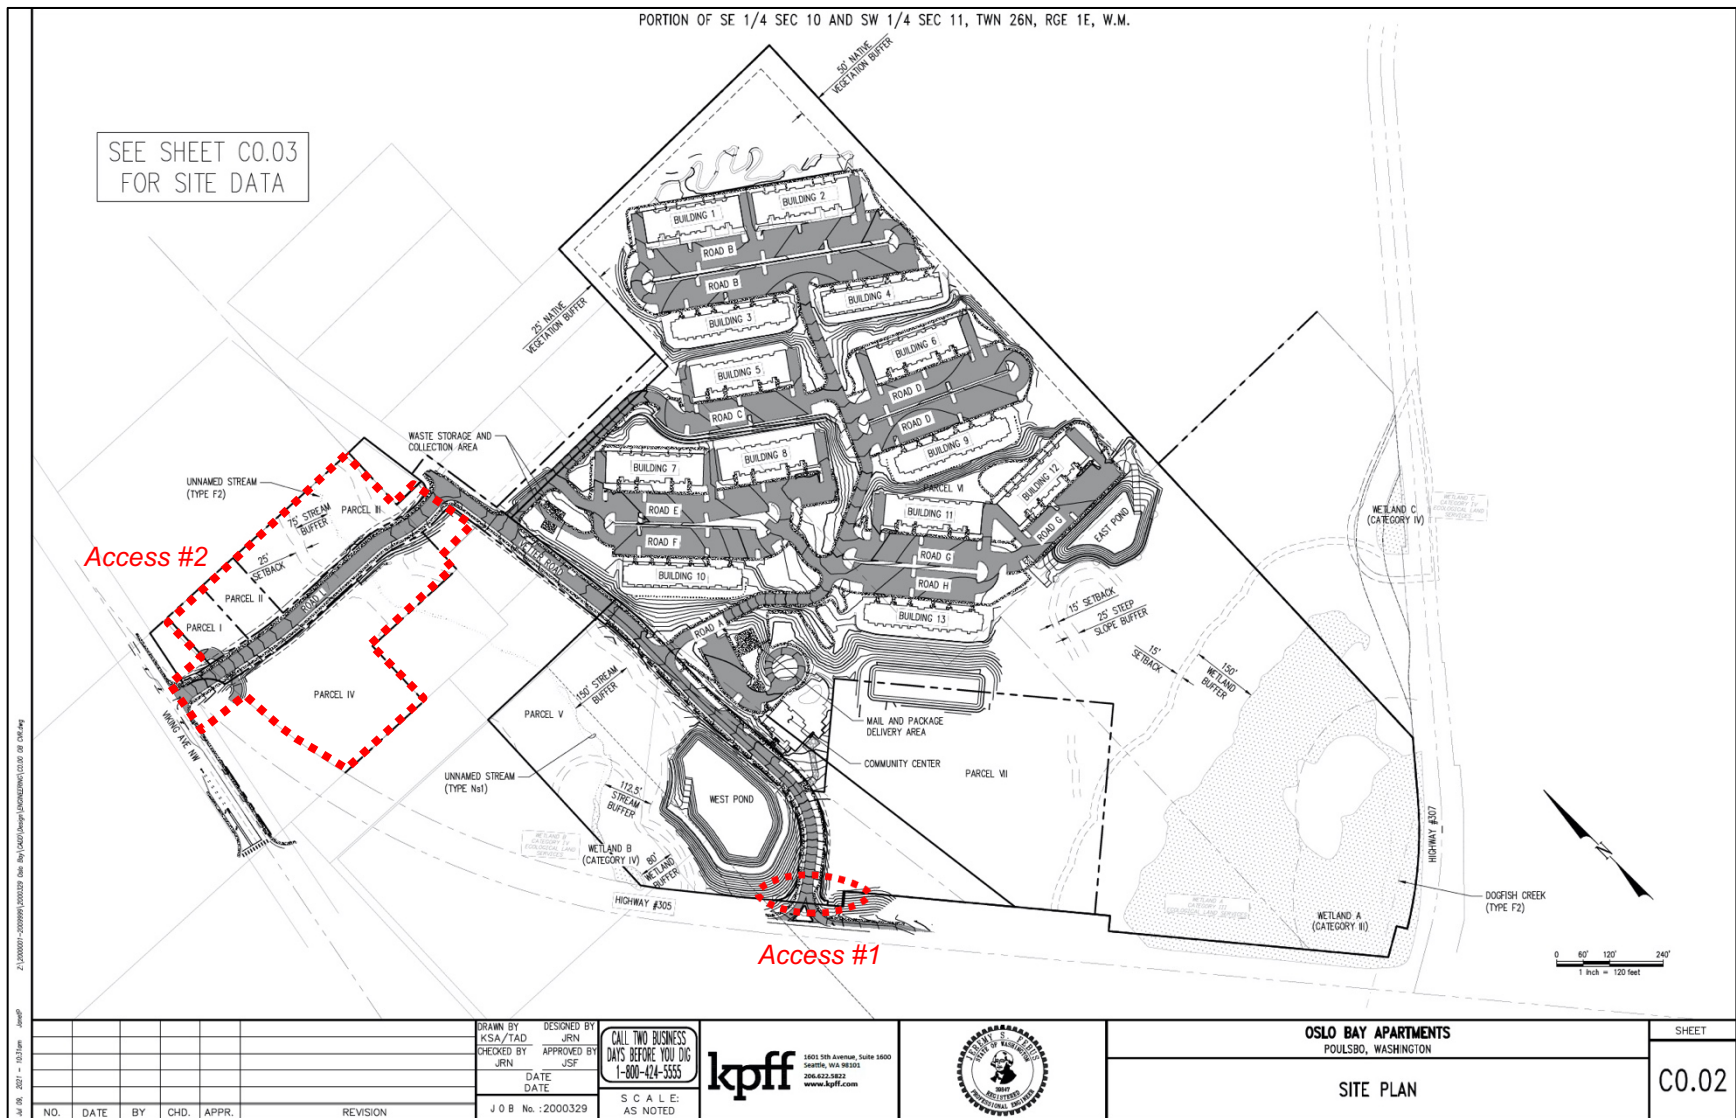 PORTION OF SE 1/4 SEC 10 AND SW 1/4 SEC 11, TWN 26N, RGE 1E, W.M.
SEE SHEET C0.03
FOR SITE DATA
50' NATIVE
VEGETATION BUFFER
25' NATIVE
VEGETATION BUFFER
BUILDING 1
BUILDING 2
ROAD B
ROAD B
BUILDING 3
BUILDING 4
BUILDING 5
BUILDING 6
ROAD C
ROAD D
ROAD D
BUILDING 7
BUILDING 8
BUILDING 9
BUILDING 12
PARCEL VI
BUILDING 11
ROAD E
ROAD F
ROAD G
ROAD G
ROAD H
EAST POND
BUILDING 10
BUILDING 13
ROAD A
WASTE STORAGE AND
COLLECTION AREA
UNNAMED STREAM
(TYPE F2)
75' STREAM
BUFFER
25'
SETBACK
PARCEL III
PARCEL II
PARCEL I
PARCEL IV
Access #2
VIKING AVE NW
150' STREAM
BUFFER
PARCEL V
UNNAMED STREAM
(TYPE Ns1)
112.5'
STREAM
BUFFER
WEST POND
WETLAND B
(CATEGORY IV)
80'
WETLAND
BUFFER
HIGHWAY #305
Access #1
MAIL AND PACKAGE
DELIVERY AREA
COMMUNITY CENTER
PARCEL VII
15' SETBACK
25' STEEP
SLOPE BUFFER
15'
SETBACK
150'
WETLAND
BUFFER
WETLAND C
(CATEGORY IV)
HIGHWAY #307
DOGFISH CREEK
(TYPE F2)
WETLAND A
(CATEGORY III)
N
0 60' 120' 240'
1 inch = 120 feet
NO. DATE BY CHD. APPR. REVISION
DRAWN BY
KSA/TAD
DESIGNED BY
JRN
CHECKED BY
JRN
APPROVED BY
JSF
DATE
DATE
JOB No.:2000329
CALL TWO BUSINESS
DAYS BEFORE YOU DIG
1-800-424-5555
SCALE:
AS NOTED
kpff
1601 5th Avenue, Suite 1600
Seattle, WA 98101
206.622.5822
www.kpff.com
STATE OF WASHINGTON
PROFESSIONAL ENGINEER
OSLO BAY APARTMENTS
POULSBO, WASHINGTON
SITE PLAN
SHEET
C0.02